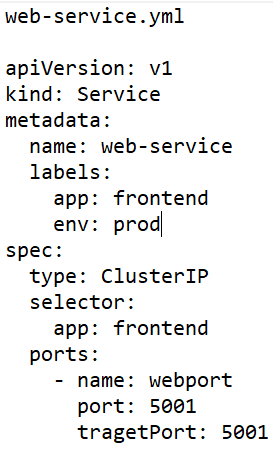 web-service.yml

apiVersion: v1
kind: Service
metadata:
  name: web-service
  labels:
    app: frontend
    env: prod
spec:
  type: ClusterIP
  selector:
    app: frontend
  ports:
    - name: webport
      port: 5001
      tragetPort: 5001